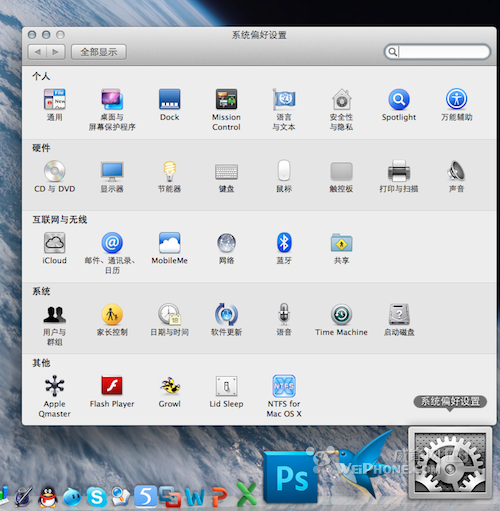 系统偏好设置
全部显示
个人
通用
桌面与
屏幕保护程序
Dock
Mission
Control
语言
与文本
安全性
与隐私
Spotlight
万能辅助
硬件
CD 与 DVD
显示器
节能器
键盘
鼠标
触控板
打印与扫描
声音
互联网与无线
iCloud
邮件、通讯录、
日历
MobileMe
网络
蓝牙
共享
系统
用户与
群组
家长控制
日期与时间
软件更新
语音
Time Machine
启动磁盘
其他
Apple
Qmaster
Flash Player
Growl
Lid Sleep
NTFS for
Mac OS X
系统偏好设置
Ps
WEIPHONE.COM